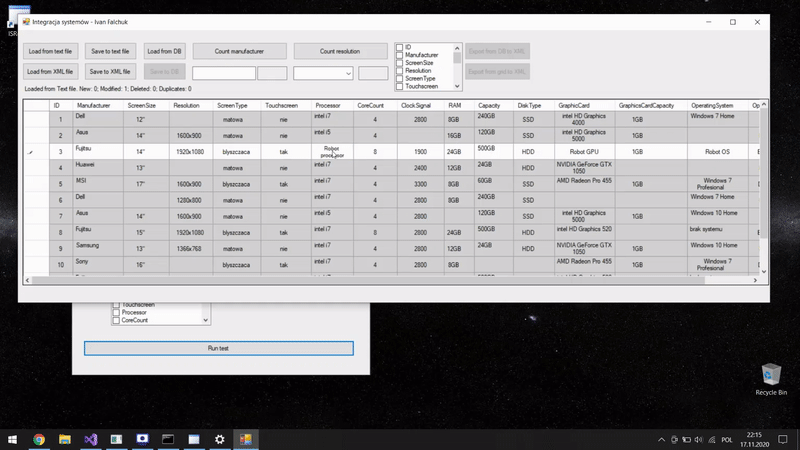 Integracja systemów - Ivan Falchuk
Load from text file Save to text file Load from DB Count manufacturer Count resolution ID Export from DB to XML
Manufacturer
ScreenSize
Load from XML file Save to XML file Save to DB Resolution Export from grid to XML
ScreenType
Touchscreen
Loaded from Text file. New: 0; Modified: 1; Deleted: 0; Duplicates: 0
ID Manufacturer ScreenSize Resolution ScreenType Touchscreen Processor CoreCount ClockSignal RAM Capacity DiskType GraphicCard GraphicsCardCapacity OperatingSystem
1 Dell 12" matowa nie intel i7 4 2800 8GB 240GB SSD intel HD Graphics 4000 1GB Windows 7 Home
2 Asus 14" 1600x900 matowa nie intel i5 4 16GB 120GB SSD 1GB
3 Fujitsu 14" 1920x1080 blyszczaca tak Robox processor 8 1900 24GB 500GB HDD Robot GPU 1GB Robot OS
4 Huawei 13" matowa nie intel i7 4 2400 12GB 24GB HDD NVIDIA GeForce GTX 1050
5 MSI 17" 1600x900 blyszczaca tak intel i7 4 3300 8GB 60GB SSD AMD Radeon Pro 455 1GB Windows 7 Profesional
6 Dell 1280x800 matowa nie intel i7 4 2800 8GB 240GB SSD Windows 7 Home
7 Asus 14" 1600x900 matowa nie intel i5 4 2800 120GB SSD intel HD Graphics 5000 1GB Windows 10 Home
8 Fujitsu 15" 1920x1080 blyszczaca tak intel i7 8 2800 24GB 500GB HDD intel HD Graphics 520 brak systemu
9 Samsung 13" 1366x768 matowa nie intel i7 4 2800 12GB 24GB HDD NVIDIA GeForce GTX 1050 1GB Windows 10 Home
10 Sony 16" blyszczaca tak intel i7 4 2800 8GB AMD Radeon Pro 455 1GB Windows 7 Profesional
Touchscreen
Processor
CoreCount
Run test
Recycle Bin
POL 22:15
17.11.2020